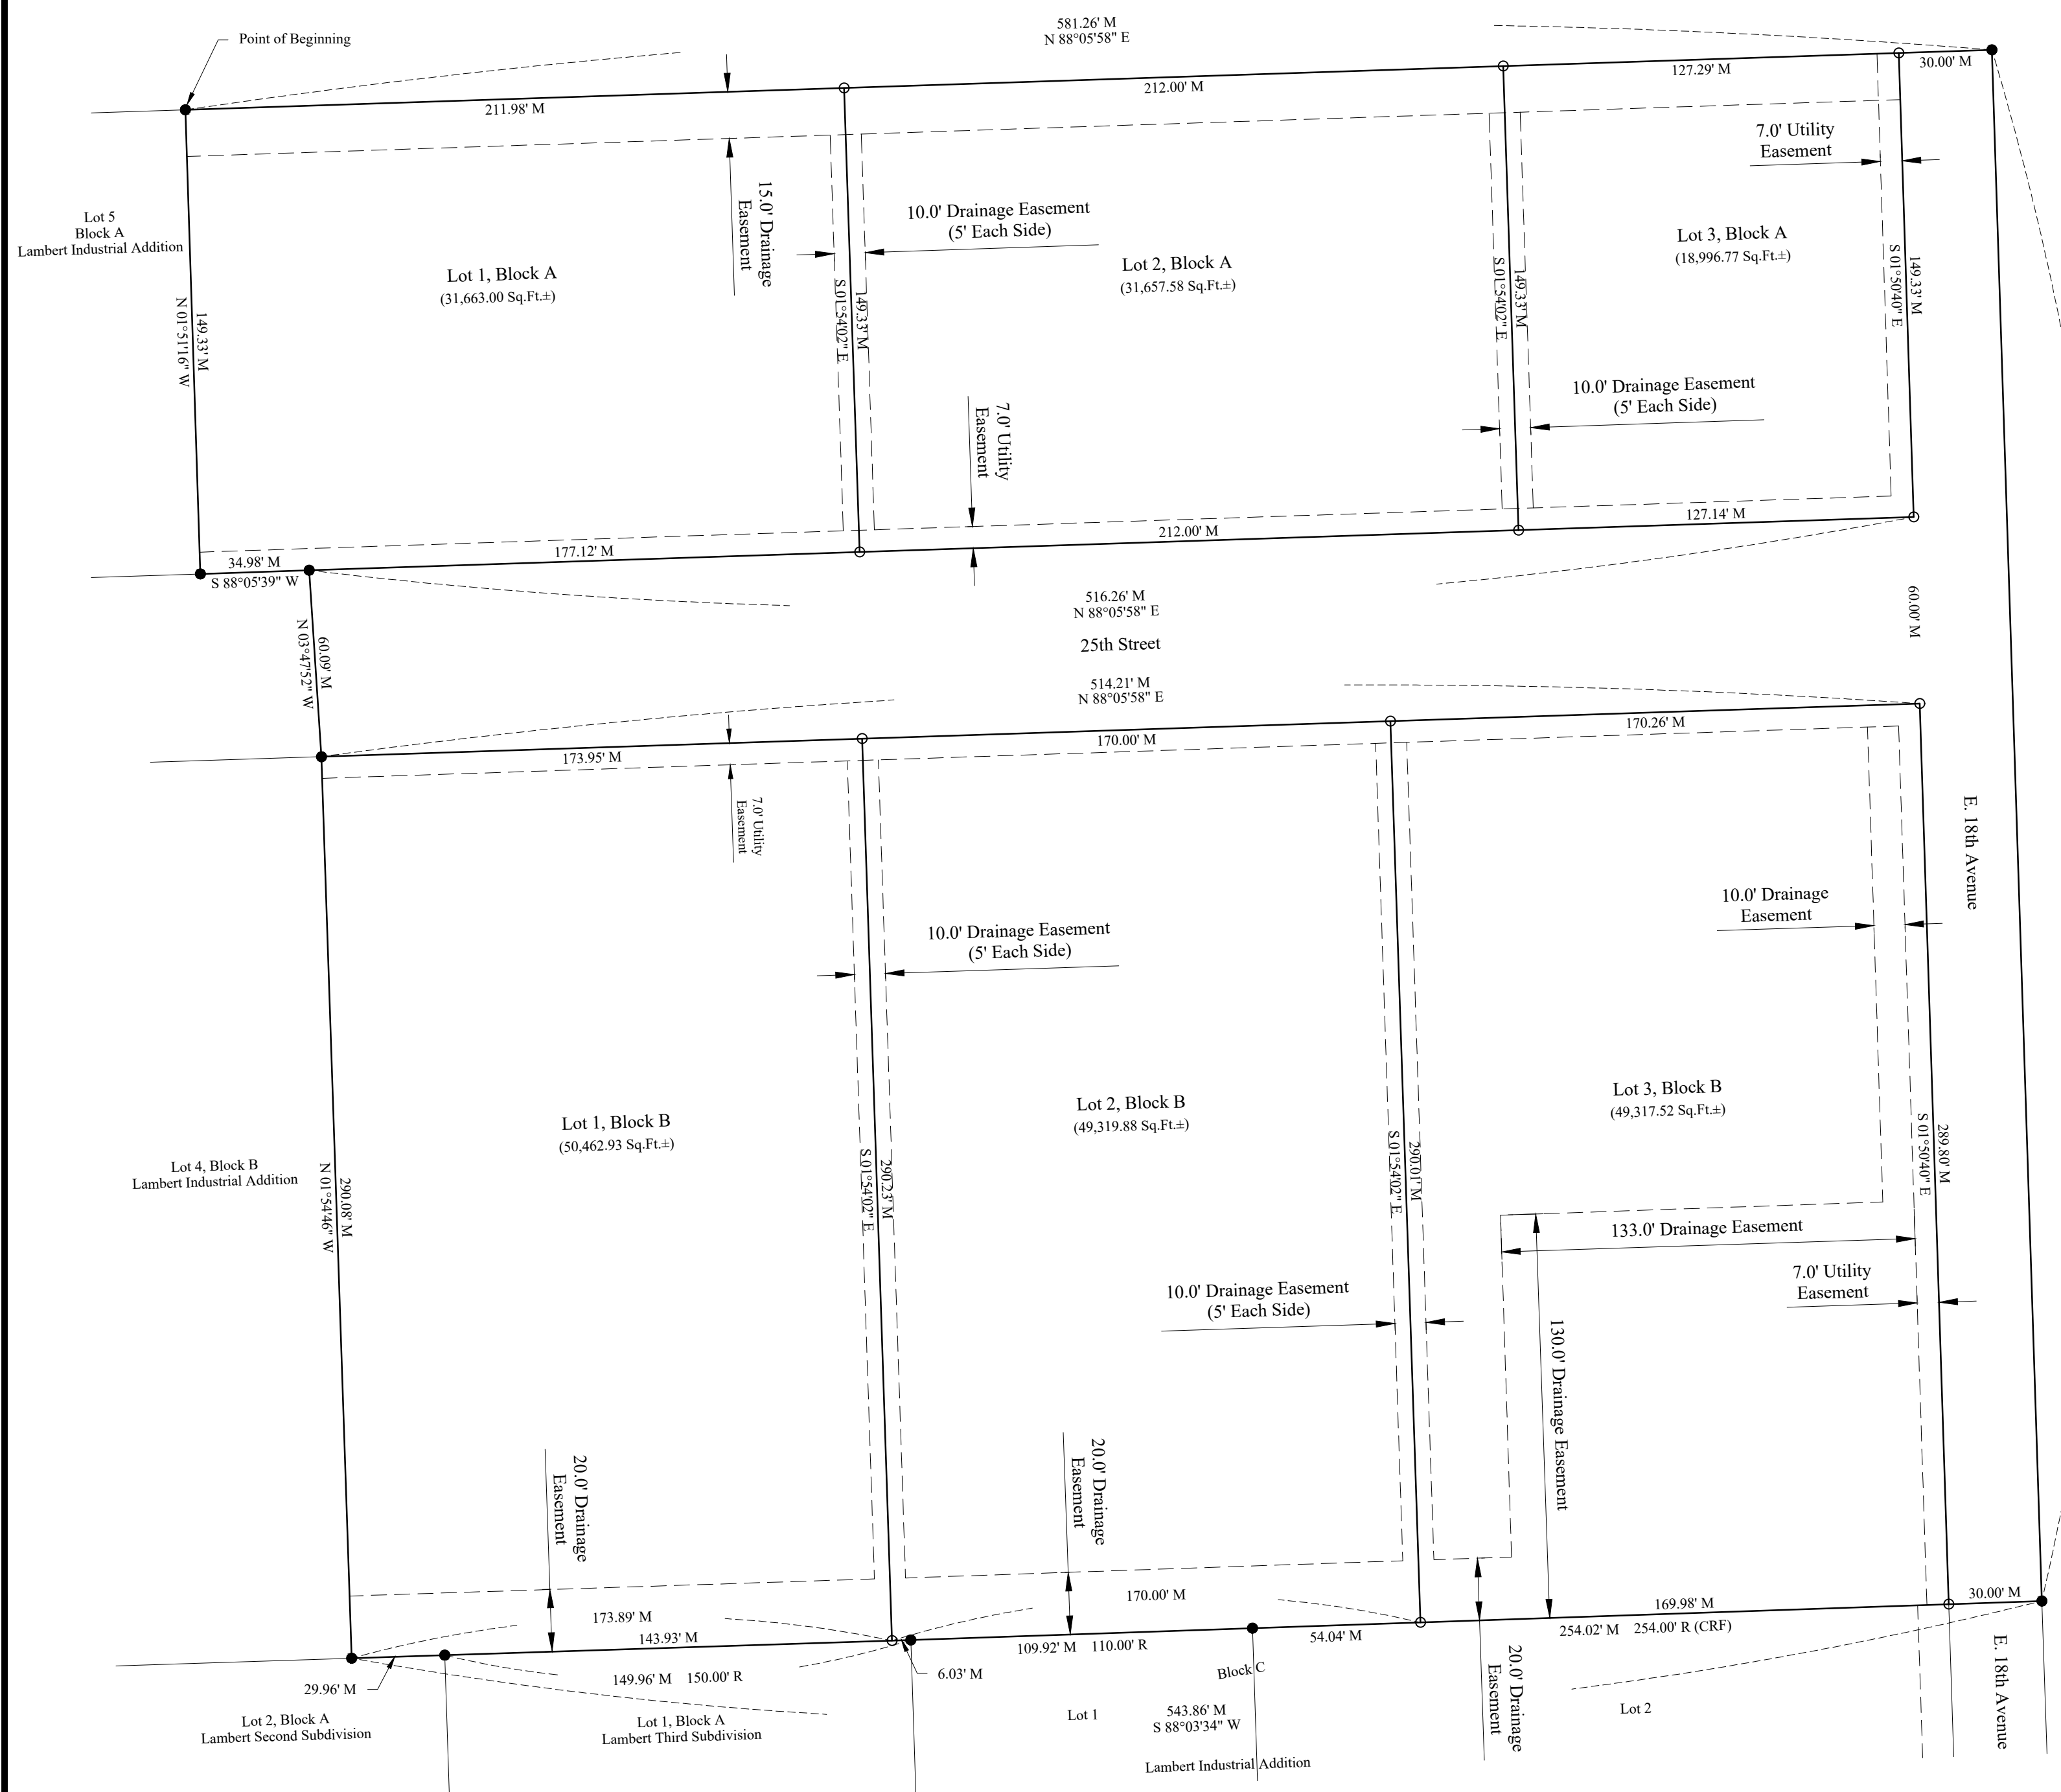 581.26' M
N 88°05'58" E
Point of Beginning
211.98' M
212.00' M
127.29' M
30.00' M
7.0' Utility
Easement
15.0' Drainage
Easement
10.0' Drainage Easement
(5' Each Side)
Lot 5
Block A
Lambert Industrial Addition
Lot 1, Block A
(31,663.00 Sq.Ft.±)
Lot 2, Block A
(31,657.58 Sq.Ft.±)
Lot 3, Block A
(18,996.77 Sq.Ft.±)
149.33' M
N 01°51'16" W
149.33' M
S 01°54'02" E
149.33' M
S 01°54'02" E
149.33' M
S 01°50'40" E
10.0' Drainage Easement
(5' Each Side)
7.0' Utility
Easement
34.98' M
S 88°05'39" W
177.12' M
212.00' M
127.14' M
516.26' M
N 88°05'58" E
25th Street
60.00' M
60.09' M
N 03°47'52" W
514.21' M
N 88°05'58" E
173.95' M
170.00' M
170.26' M
7.0' Utility
Easement
E. 18th Avenue
10.0' Drainage
Easement
10.0' Drainage Easement
(5' Each Side)
Lot 1, Block B
(50,462.93 Sq.Ft.±)
Lot 2, Block B
(49,319.88 Sq.Ft.±)
Lot 3, Block B
(49,317.52 Sq.Ft.±)
Lot 4, Block B
Lambert Industrial Addition
290.08' M
N 01°54'46" W
290.23' M
S 01°54'02" E
290.01' M
S 01°54'02" E
289.80' M
S 01°50'40" E
133.0' Drainage Easement
7.0' Utility
Easement
10.0' Drainage Easement
(5' Each Side)
130.0' Drainage Easement
20.0' Drainage
Easement
20.0' Drainage
Easement
173.89' M
170.00' M
169.98' M
30.00' M
143.93' M
109.92' M 110.00' R
54.04' M
254.02' M 254.00' R (CRF)
29.96' M
149.96' M 150.00' R
6.03' M
Block C
20.0' Drainage
Easement
E. 18th Avenue
Lot 2, Block A
Lambert Second Subdivision
Lot 1, Block A
Lambert Third Subdivision
Lot 1
543.86' M
S 88°03'34" W
Lot 2
Lambert Industrial Addition